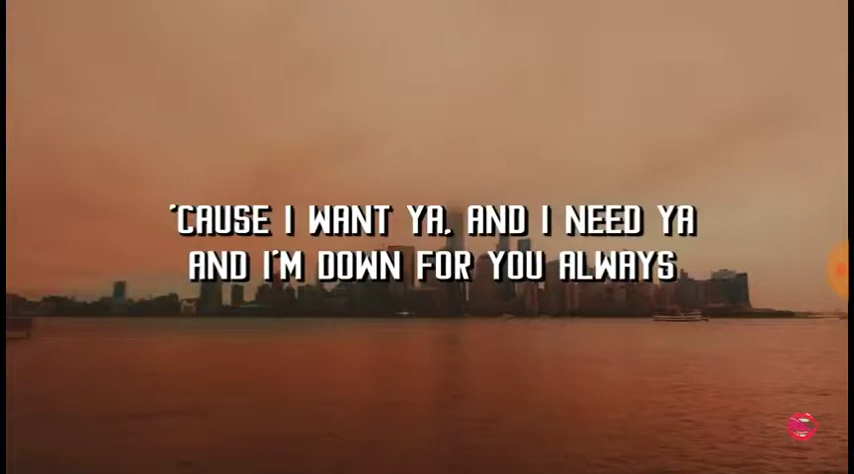 'CAUSE I WANT YA, AND I NEED YA
AND I'M DOWN FOR YOU ALWAYS